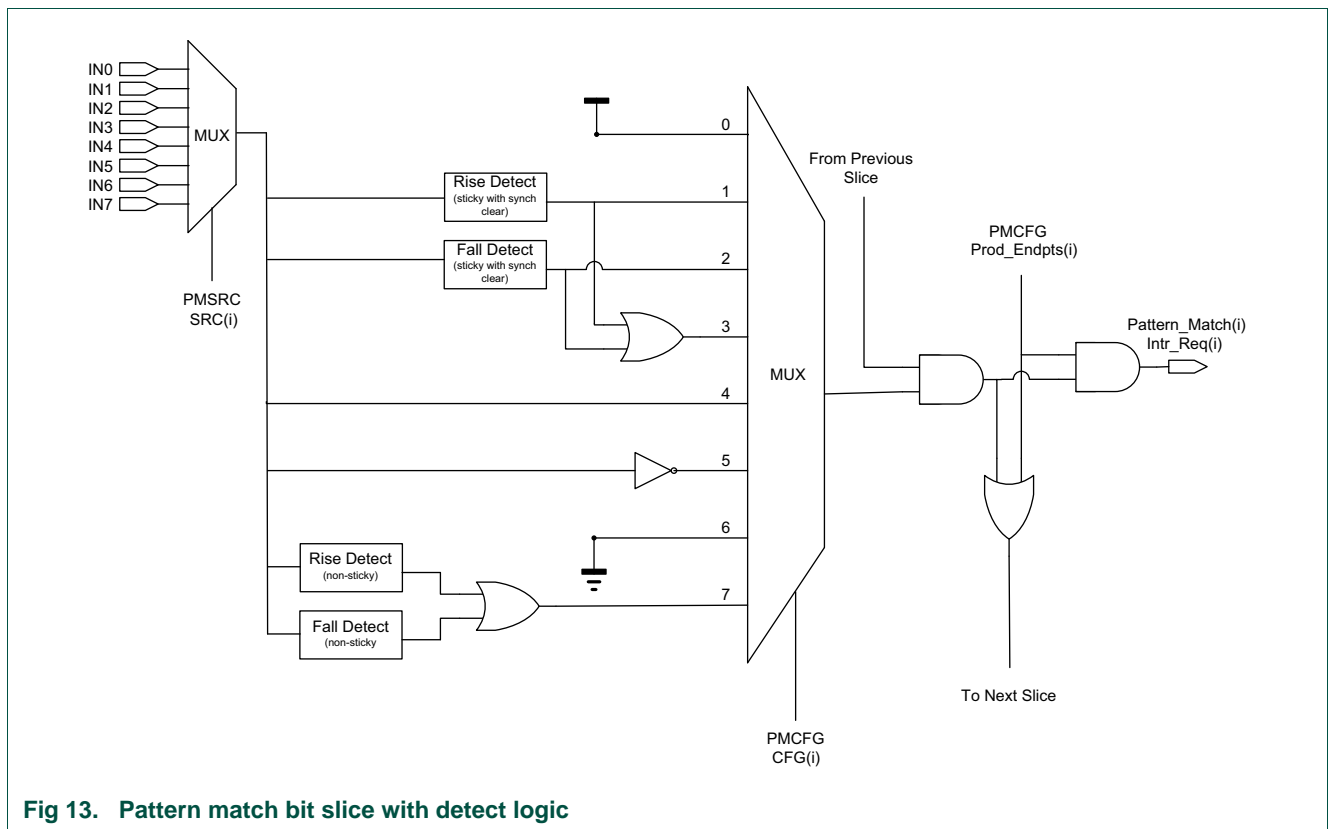 IN0
IN1
IN2
IN3
IN4
IN5
IN6
IN7
MUX
PMSRC
SRC(i)
Rise Detect
(sticky with synch
clear)
Fall Detect
(sticky with synch
clear)
Rise Detect
(non-sticky)
Fall Detect
(non-sticky
0
1
2
3
4
5
6
7
MUX
PMCFG
CFG(i)
From Previous
Slice
PMCFG
Prod_Endpts(i)
Pattern_Match(i)
Intr_Req(i)
To Next Slice
Fig 13. Pattern match bit slice with detect logic